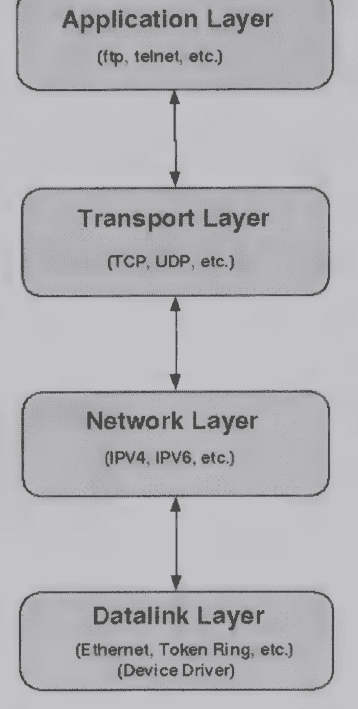 Application Layer
(ftp, telnet, etc.)
Transport Layer
(TCP, UDP, etc.)
Network Layer
(IPV4, IPV6, etc.)
Datalink Layer
(Ethernet, Token Ring, etc.)
(Device Driver)